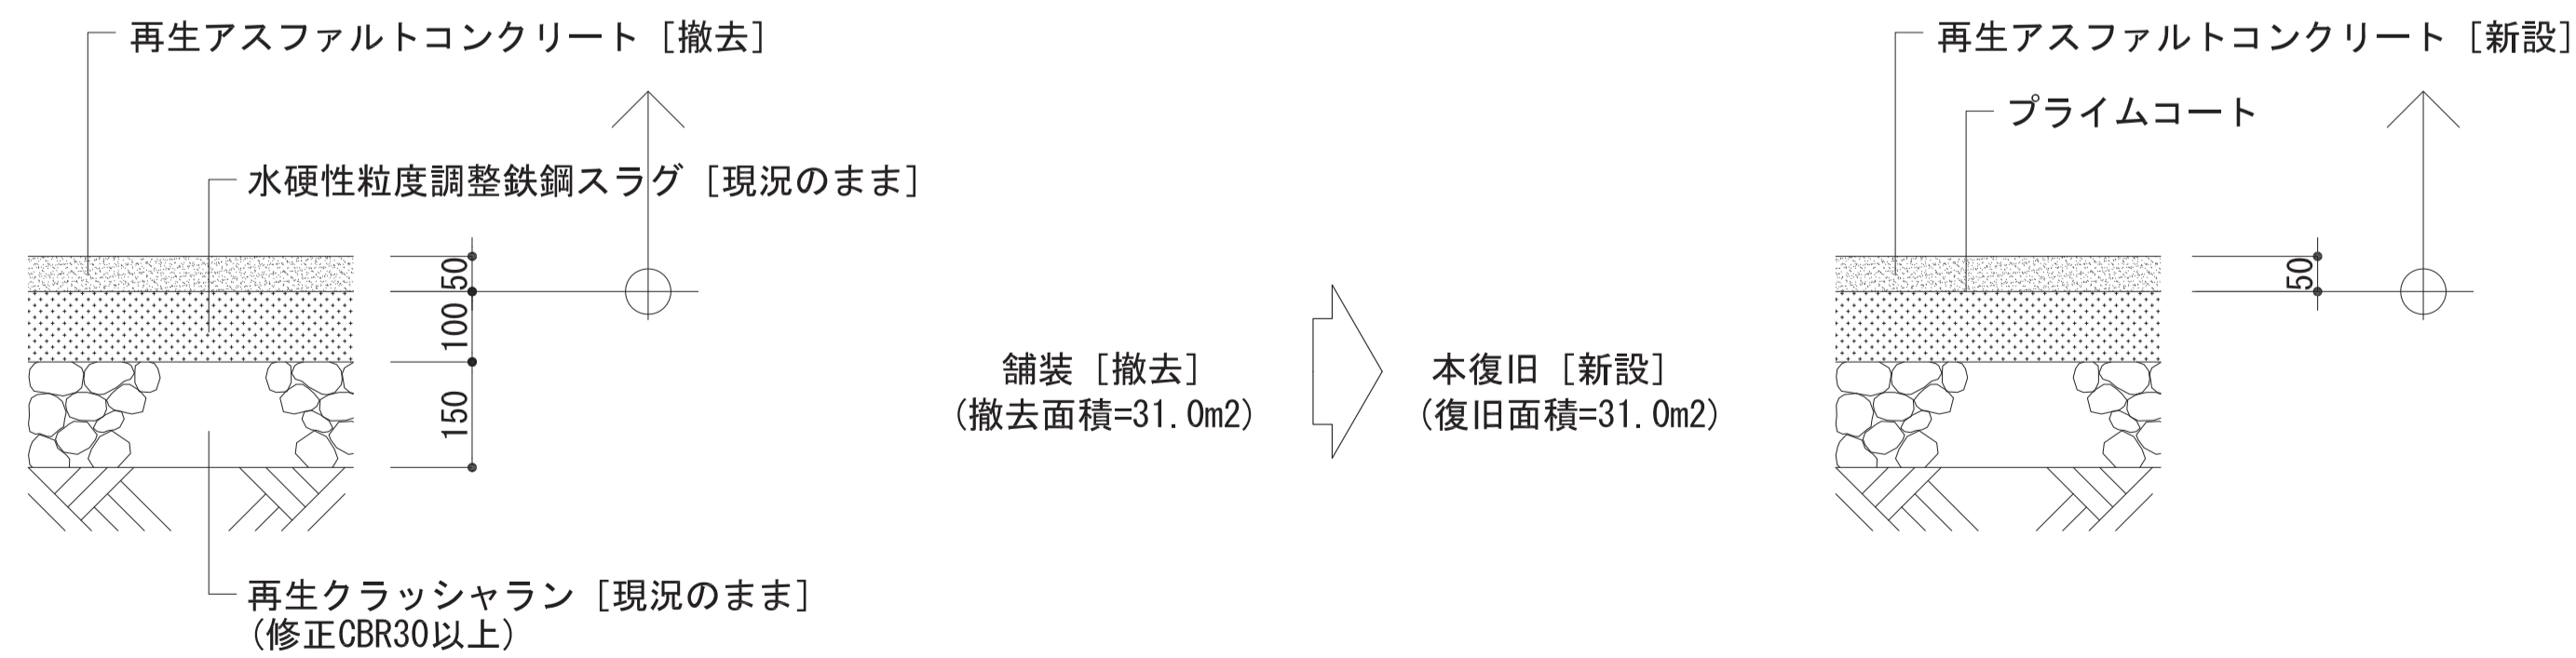 再生アスファルトコンクリート［撤去］
水硬性粒度調整鉄鋼スラグ［現況のまま］
50
100
150
再生クラッシャラン［現況のまま］
(修正CBR30以上)
舗装［撤去］
(撤去面積=31.0m2)
本復旧［新設］
(復旧面積=31.0m2)
再生アスファルトコンクリート［新設］
プライムコート
50